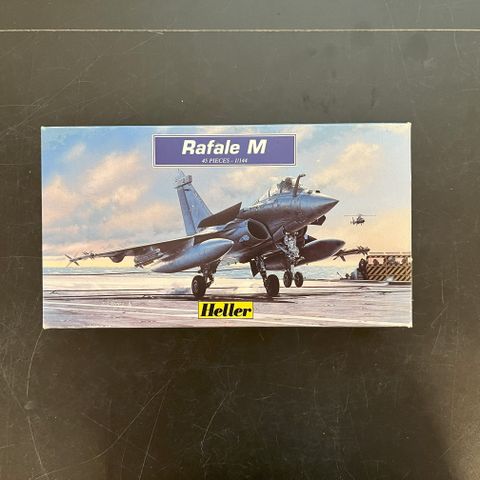 Rafale M
45 PIECES - 1/144
Heller